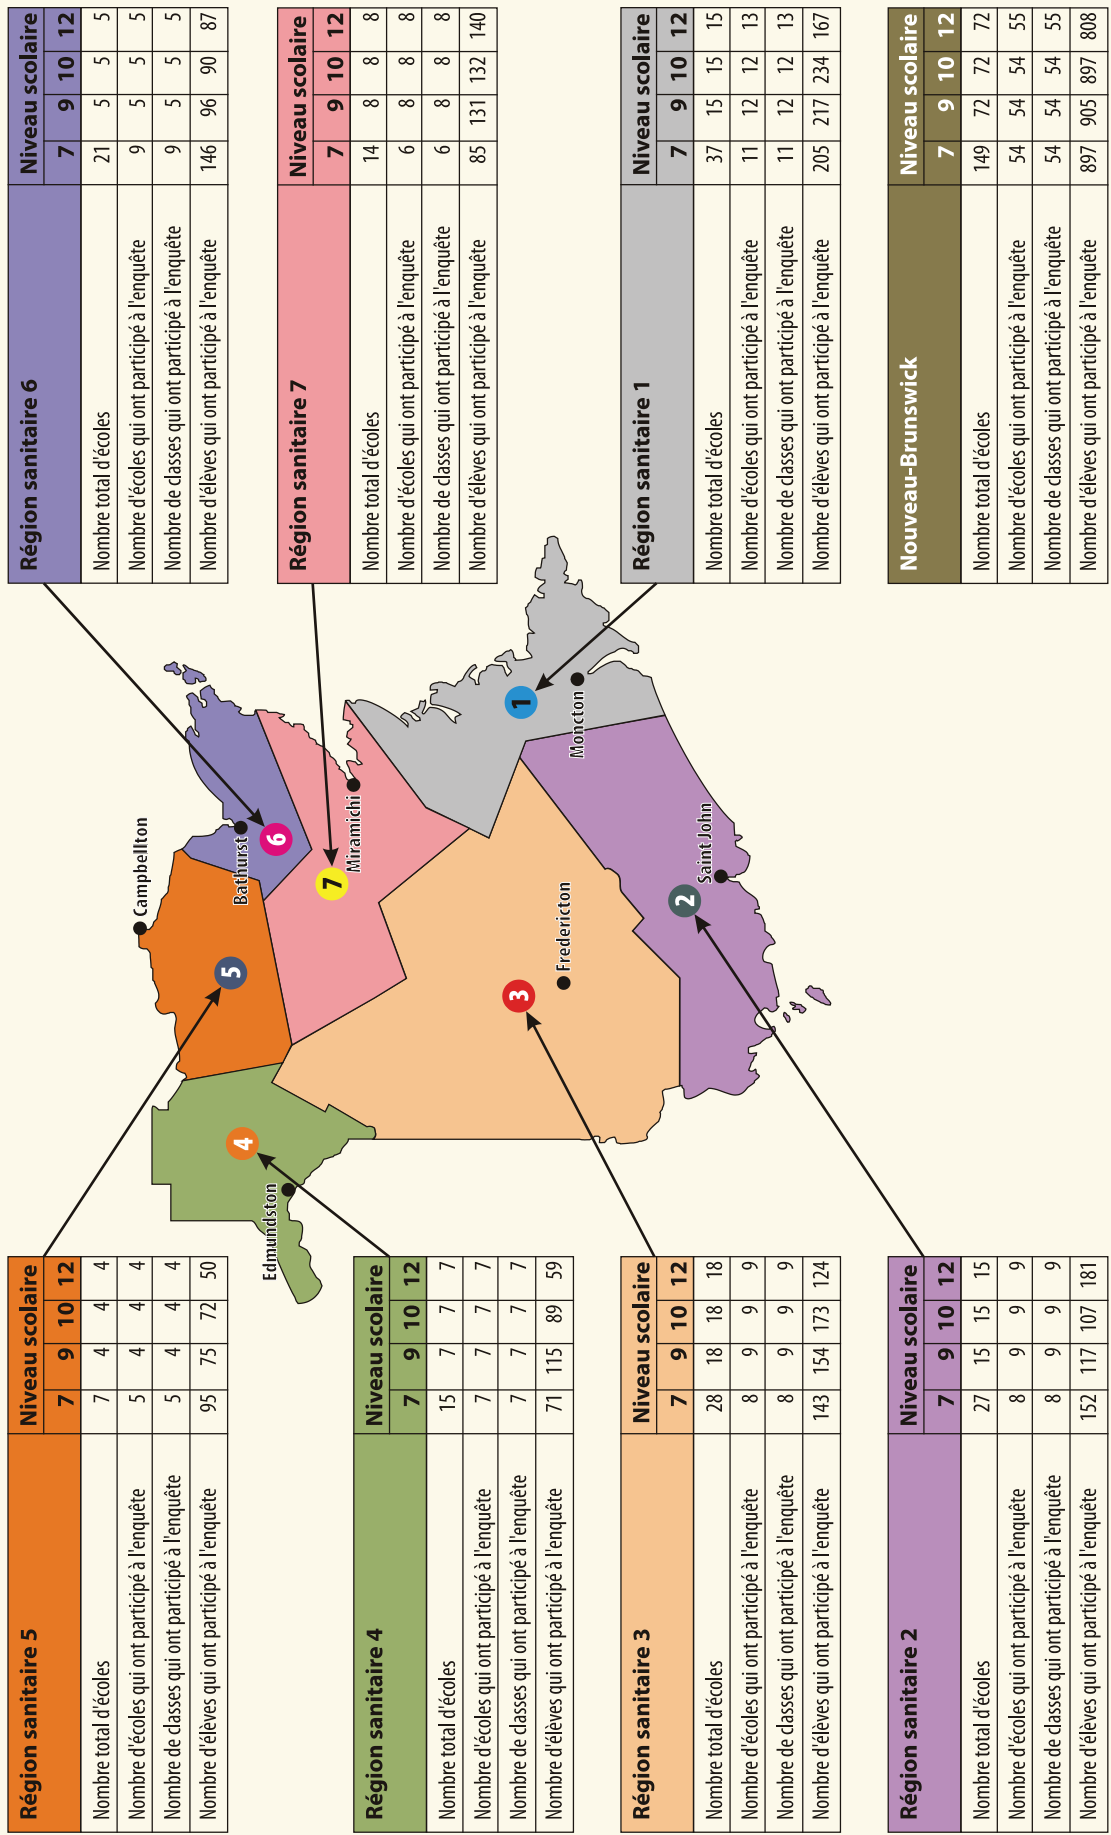 Région sanitaire 5 Niveau scolaire
7 9 10 12
Nombre total d'écoles 7 4 4 4
Nombre d'écoles qui ont participé à l'enquête 5 4 4 4
Nombre de classes qui ont participé à l'enquête 5 4 4 4
Nombre d'élèves qui ont participé à l'enquête 95 75 72 50
Région sanitaire 6 Niveau scolaire
7 9 10 12
Nombre total d'écoles 21 5 5 5
Nombre d'écoles qui ont participé à l'enquête 9 5 5 5
Nombre de classes qui ont participé à l'enquête 9 5 5 5
Nombre d'élèves qui ont participé à l'enquête 146 96 90 87
Région sanitaire 4 Niveau scolaire
7 9 10 12
Nombre total d'écoles 15 7 7 7
Nombre d'écoles qui ont participé à l'enquête 7 7 7 7
Nombre de classes qui ont participé à l'enquête 7 7 7 7
Nombre d'élèves qui ont participé à l'enquête 71 115 89 59
Région sanitaire 7 Niveau scolaire
7 9 10 12
Nombre total d'écoles 14 8 8 8
Nombre d'écoles qui ont participé à l'enquête 6 8 8 8
Nombre de classes qui ont participé à l'enquête 6 8 8 8
Nombre d'élèves qui ont participé à l'enquête 85 131 132 140
Région sanitaire 3 Niveau scolaire
7 9 10 12
Nombre total d'écoles 28 18 18 18
Nombre d'écoles qui ont participé à l'enquête 8 9 9 9
Nombre de classes qui ont participé à l'enquête 8 9 9 9
Nombre d'élèves qui ont participé à l'enquête 143 154 173 124
Région sanitaire 1 Niveau scolaire
7 9 10 12
Nombre total d'écoles 37 15 15 15
Nombre d'écoles qui ont participé à l'enquête 11 12 12 13
Nombre de classes qui ont participé à l'enquête 11 12 12 13
Nombre d'élèves qui ont participé à l'enquête 205 217 234 167
Région sanitaire 2 Niveau scolaire
7 9 10 12
Nombre total d'écoles 27 15 15 15
Nombre d'écoles qui ont participé à l'enquête 8 9 9 9
Nombre de classes qui ont participé à l'enquête 8 9 9 9
Nombre d'élèves qui ont participé à l'enquête 152 117 107 181
Nouveau-Brunswick Niveau scolaire
7 9 10 12
Nombre total d'écoles 149 72 72 72
Nombre d'écoles qui ont participé à l'enquête 54 54 54 55
Nombre de classes qui ont participé à l'enquête 54 54 54 55
Nombre d'élèves qui ont participé à l'enquête 897 905 897 808
Campbellton
5
Bathurst
4
6
Edmundston
7
Miramichi
3
1
Fredericton
Moncton
2
Saint John